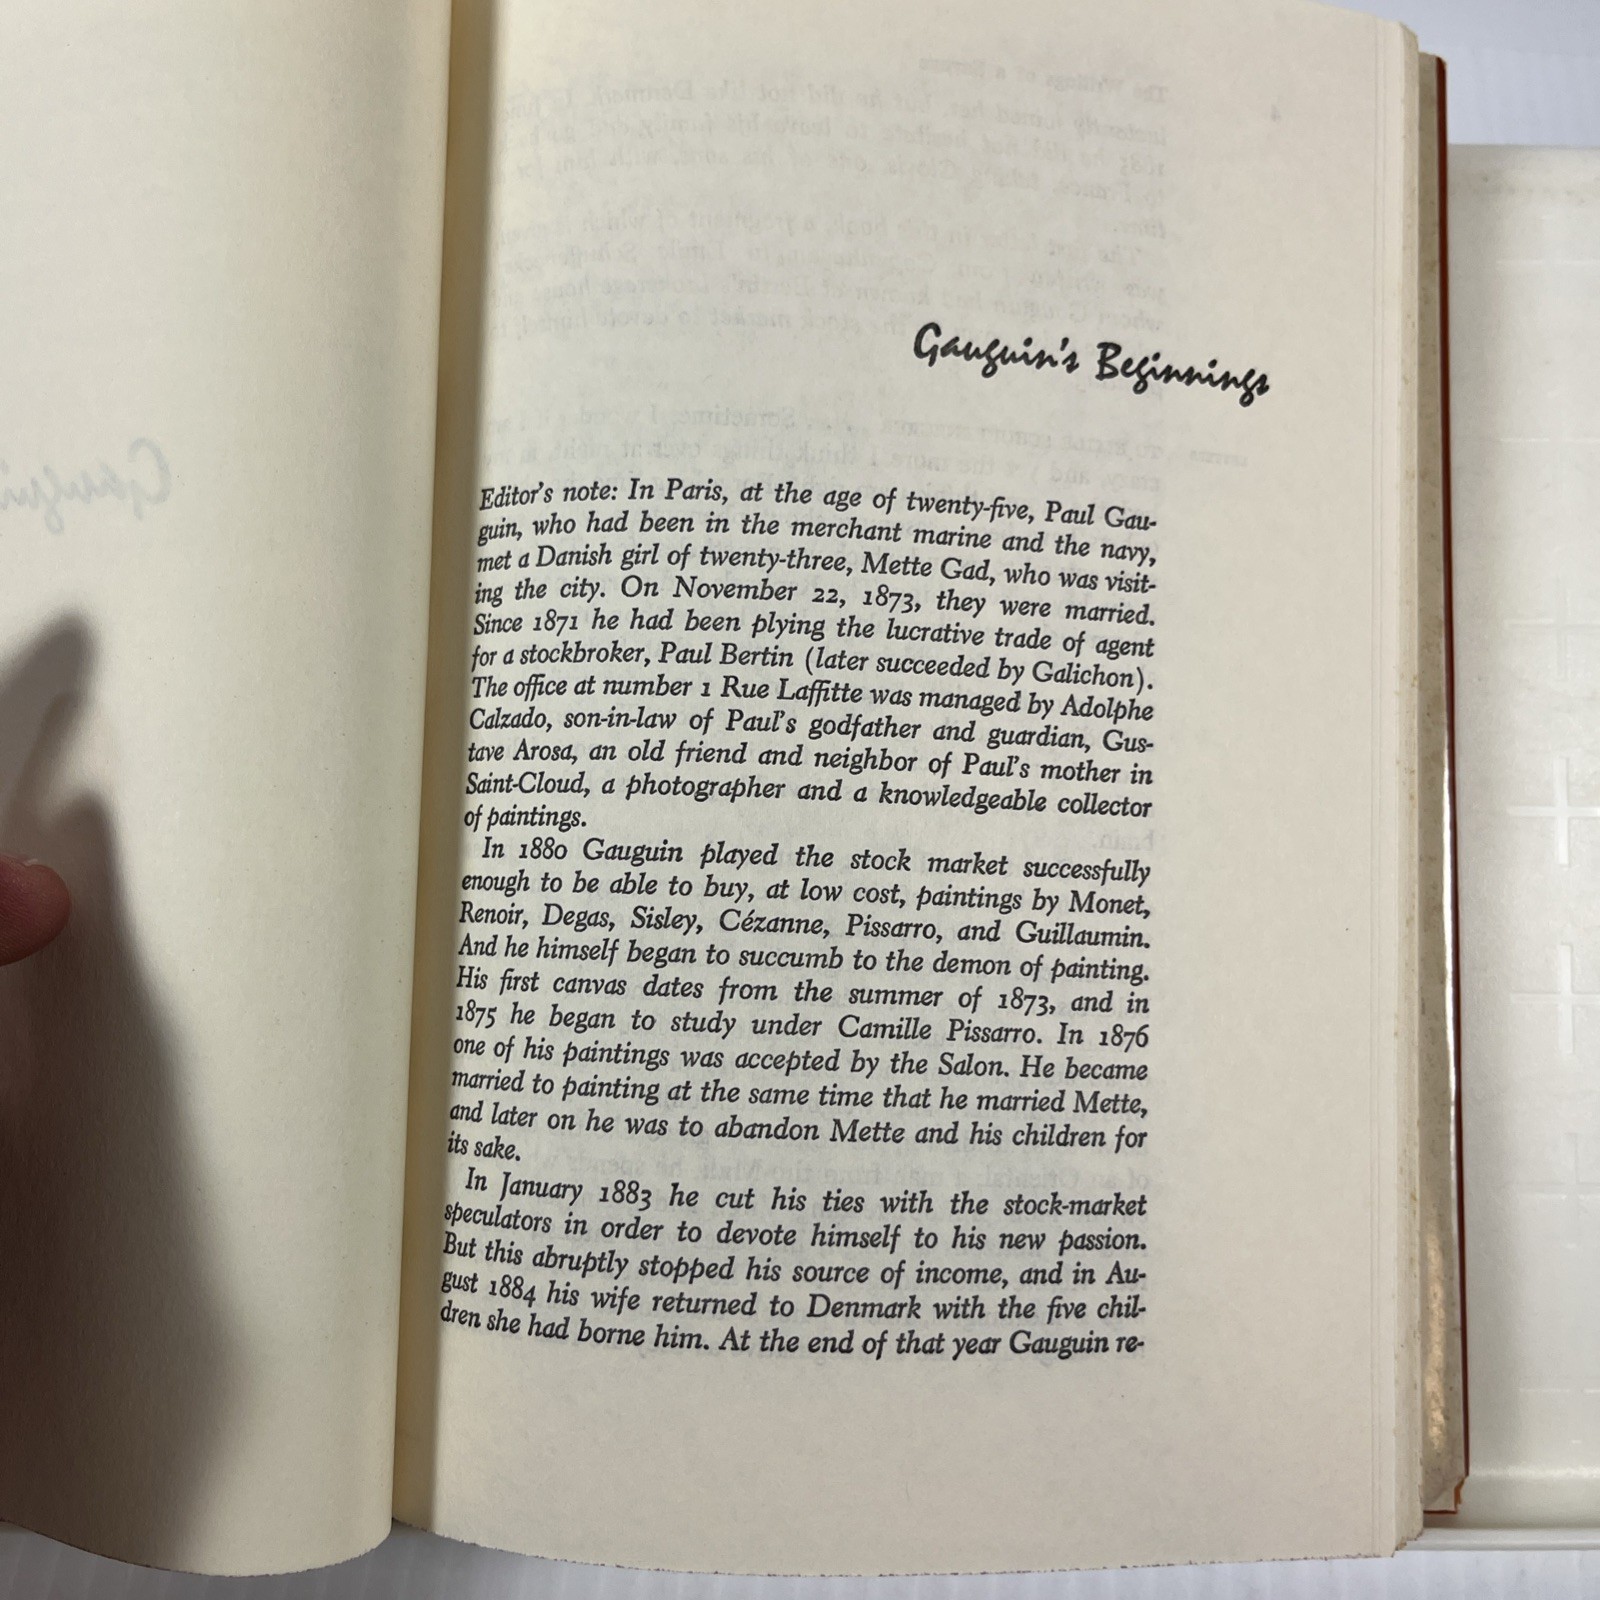 Gauguin's Beginnings
Editor's note: In Paris, at the age of twenty-five, Paul Gau-
guin, who had been in the merchant marine and the navy,
met a Danish girl of twenty-three, Mette Gad, who was visit-
ing the city. On November 22, 1873, they were married.
Since 1871 he had been plying the lucrative trade of agent
for a stockbroker, Paul Bertin (later succeeded by Galichon).
The office at number 1 Rue Laffitte was managed by Adolphe
Calzado, son-in-law of Paul's godfather and guardian, Gus-
tave Arosa, an old friend and neighbor of Paul's mother in
Saint-Cloud, a photographer and a knowledgeable collector
of paintings.
In 1880 Gauguin played the stock market successfully
enough to be able to buy, at low cost, paintings by Monet,
Renoir, Degas, Sisley, Cézanne, Pissarro, and Guillaumin.
And he himself began to succumb to the demon of painting.
His first canvas dates from the summer of 1873, and in
1875 he began to study under Camille Pissarro. In 1876
one of his paintings was accepted by the Salon. He became
married to painting at the same time that he married Mette,
and later on he was to abandon Mette and his children for
its sake.
In January 1883 he cut his ties with the stock-market
speculators in order to devote himself to his new passion.
But this abruptly stopped his source of income, and in Au-
gust 1884 his wife returned to Denmark with the five chil-
dren she had borne him. At the end of that year Gauguin re-